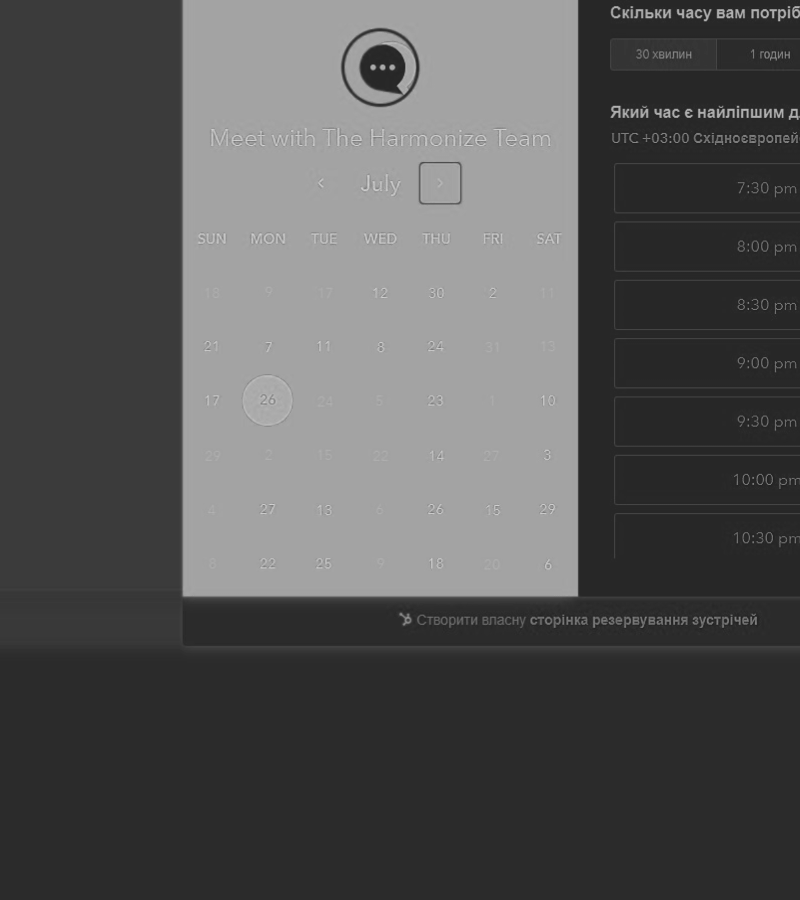 Meet with The Harmonize Team
July
SUN MON TUE WED THU FRI SAT
18 9 17 12 30 2 11
21 7 11 8 24 31 13
17 26 24 5 23 1 10
29 2 15 22 14 27 3
4 27 13 6 26 15 29
8 22 25 9 18 20 6
Скільки часу вам потріб
30 хвилин 1 годин
Який час є найліпшим д
UTC +03:00 Східноєвропей
7:30 pm
8:00 pm
8:30 pm
9:00 pm
9:30 pm
10:00 pm
10:30 pm
Створити власну сторінка резервування зустрічей